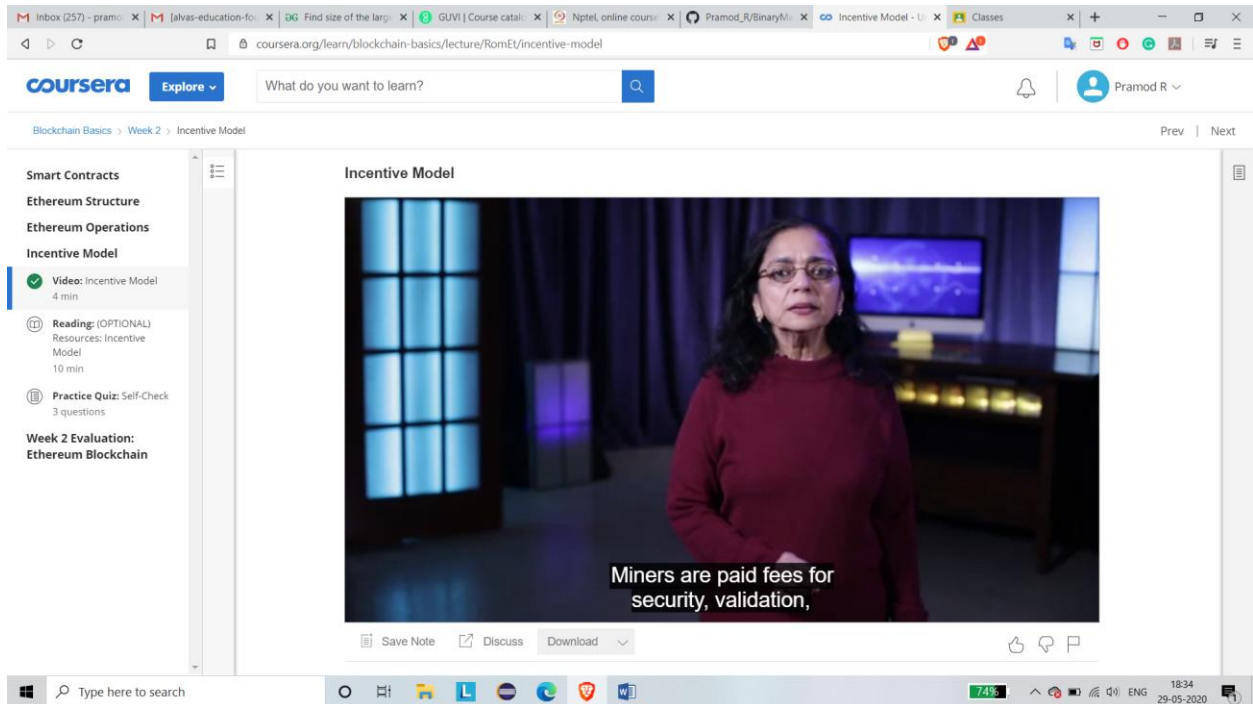 Inbox (257) - pramo
[alvas-education-fou
Find size of the larg
GUVI | Course catalo
Nptel, online course
Pramod_R/BinaryMa
Incentive Model - U
Classes
coursera.org/learn/blockchain-basics/lecture/RomEt/incentive-model
coursera
Explore
What do you want to learn?
Pramod R
Blockchain Basics > Week 2 > Incentive Model
Prev | Next
Smart Contracts
Ethereum Structure
Ethereum Operations
Incentive Model
Video: Incentive Model
4 min
Reading: (OPTIONAL)
Resources: Incentive
Model
10 min
Practice Quiz: Self-Check
3 questions
Week 2 Evaluation:
Ethereum Blockchain
Incentive Model
Miners are paid fees for
security, validation,
Save Note
Discuss
Download
Type here to search
74%
ENG
18:34
29-05-2020